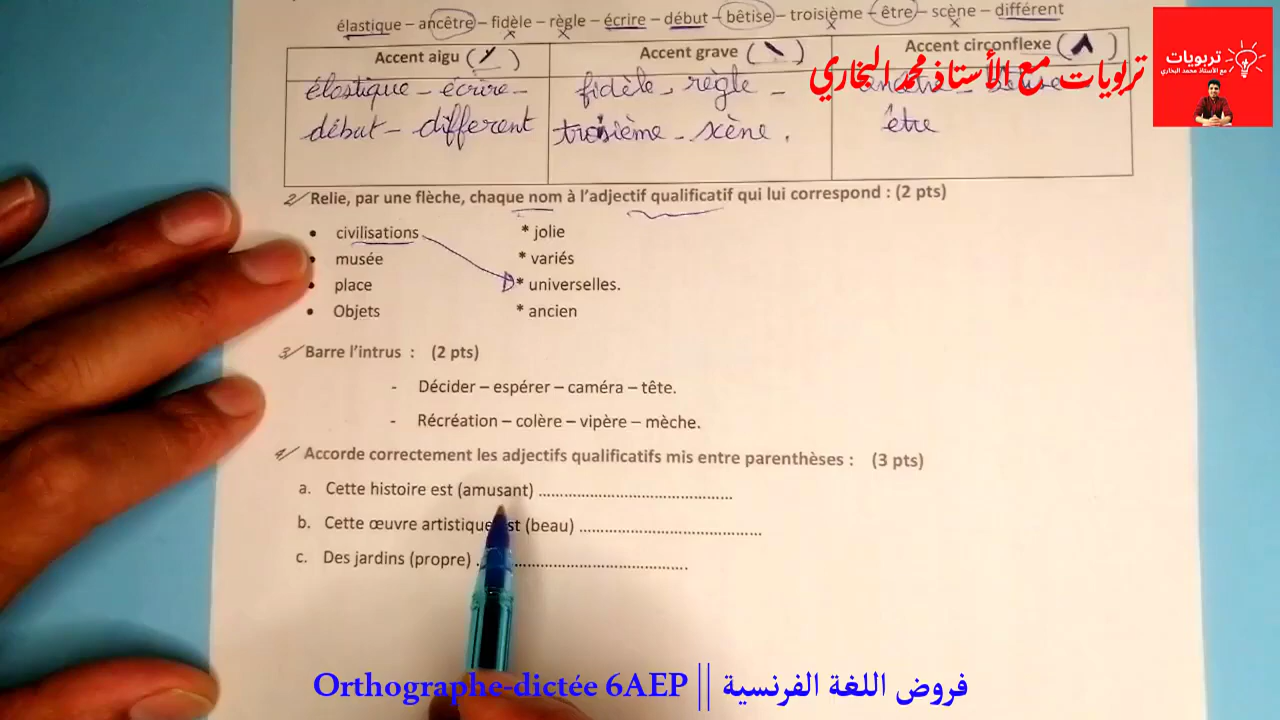 élastique – ancêtre – fidèle – règle – écrire – début – bêtise – troisième – être – scène – différent
Accent aigu ( ⁄ ) Accent grave ( \ ) Accent circonflexe ( ʌ )
élastique - écrire - fidèle - règle -
début - différent troisième - scène . être
تربويات مع الأستاذ محمد البخاري
تربويات
مع الأستاذ محمد البخاري
2/ Relie, par une flèche, chaque nom à l'adjectif qualificatif qui lui correspond : (2 pts)
• civilisations * jolie
• musée * variés
• place * universelles.
• Objets * ancien
3/ Barre l'intrus : (2 pts)
- Décider – espérer – caméra – tête.
- Récréation – colère – vipère – mèche.
4/ Accorde correctement les adjectifs qualificatifs mis entre parenthèses : (3 pts)
a. Cette histoire est (amusant) ..........................................
b. Cette œuvre artistique est (beau) ........................................
c. Des jardins (propre) ..........................................
Orthographe-dictée 6AEP || فروض اللغة الفرنسية